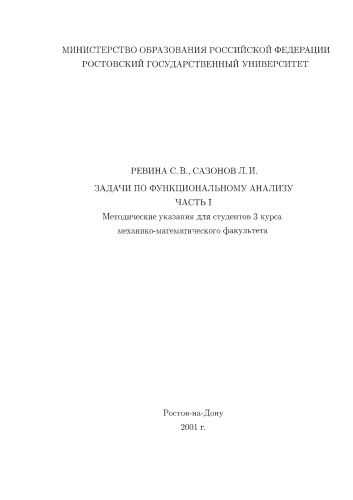 МИНИСТЕРСТВО ОБРАЗОВАНИЯ РОССИЙСКОЙ ФЕДЕРАЦИИ
РОСТОВСКИЙ ГОСУДАРСТВЕННЫЙ УНИВЕРСИТЕТ
РЕВИНА С. В., САЗОНОВ Л. И.
ЗАДАЧИ ПО ФУНКЦИОНАЛЬНОМУ АНАЛИЗУ
ЧАСТЬ I
Методические указания для студентов 3 курса
механико-математического факультета
Ростов-на-Дону
2001 г.